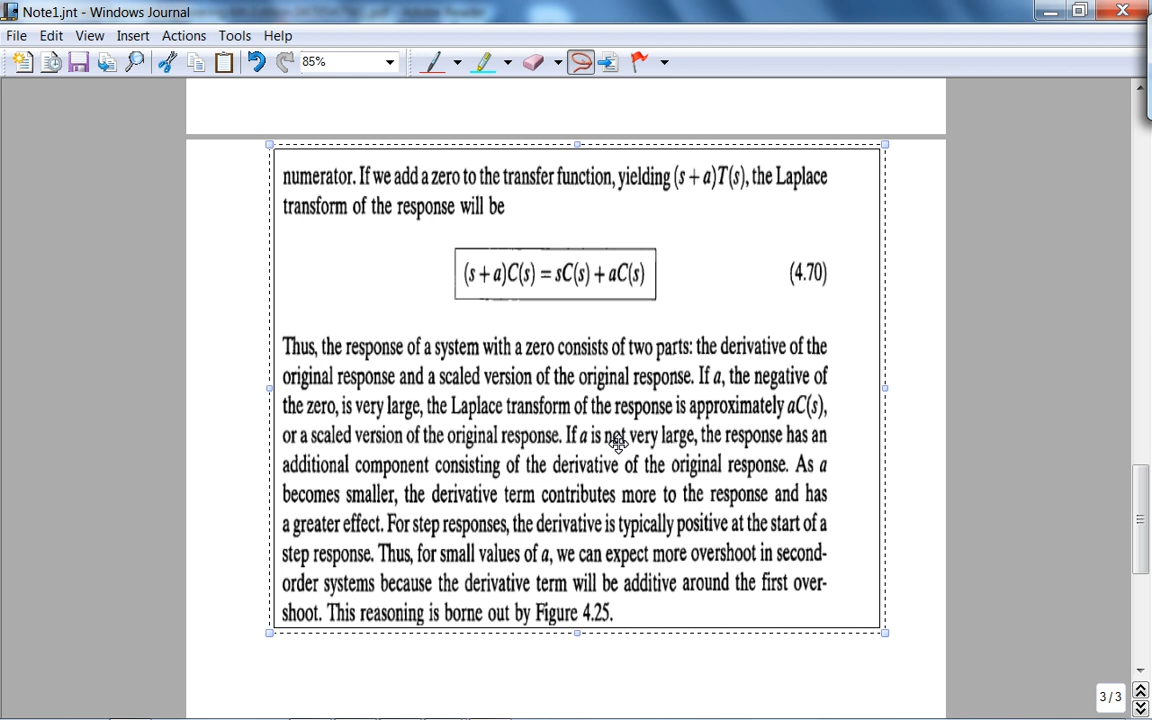 Note1.jnt - Windows Journal
File Edit View Insert Actions Tools Help
85%
numerator. If we add a zero to the transfer function, yielding (s + a)T(s), the Laplace
transform of the response will be
(s + a)C(s) = sC(s) + aC(s) (4.70)
Thus, the response of a system with a zero consists of two parts: the derivative of the
original response and a scaled version of the original response. If a, the negative of
the zero, is very large, the Laplace transform of the response is approximately aC(s),
or a scaled version of the original response. If a is not very large, the response has an
additional component consisting of the derivative of the original response. As a
becomes smaller, the derivative term contributes more to the response and has
a greater effect. For step responses, the derivative is typically positive at the start of a
step response. Thus, for small values of a, we can expect more overshoot in second-
order systems because the derivative term will be additive around the first over-
shoot. This reasoning is borne out by Figure 4.25.
3 / 3